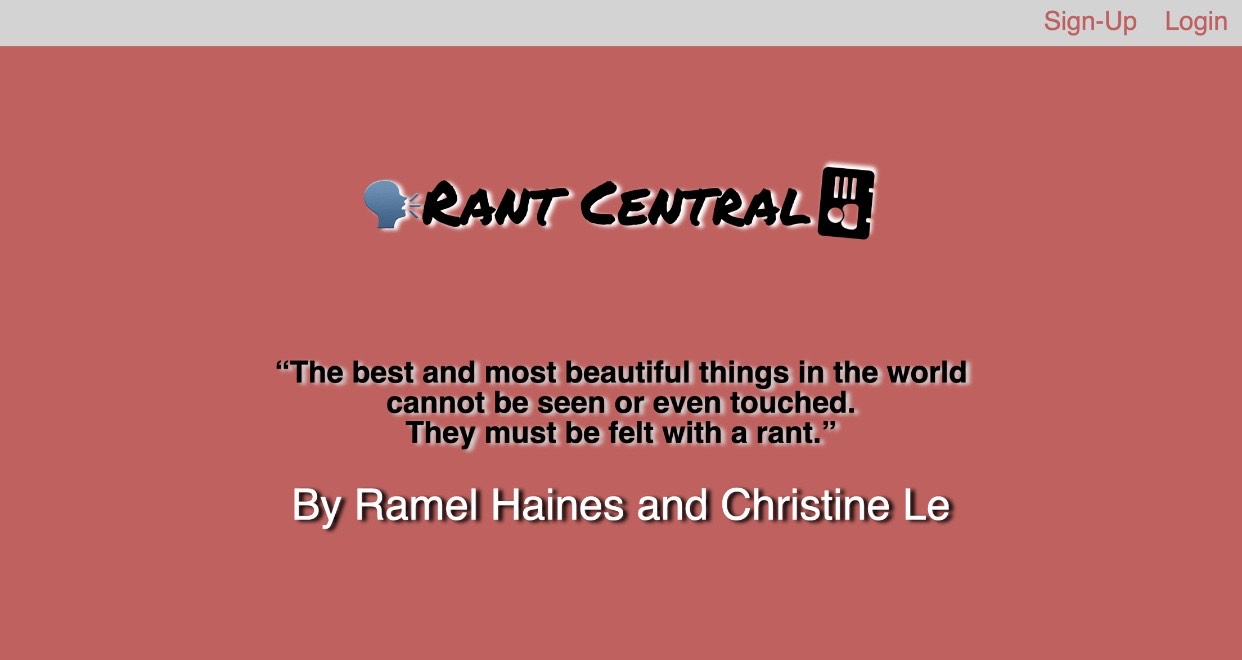 Sign-Up Login
Rant Central
“The best and most beautiful things in the world
cannot be seen or even touched.
They must be felt with a rant.”
By Ramel Haines and Christine Le